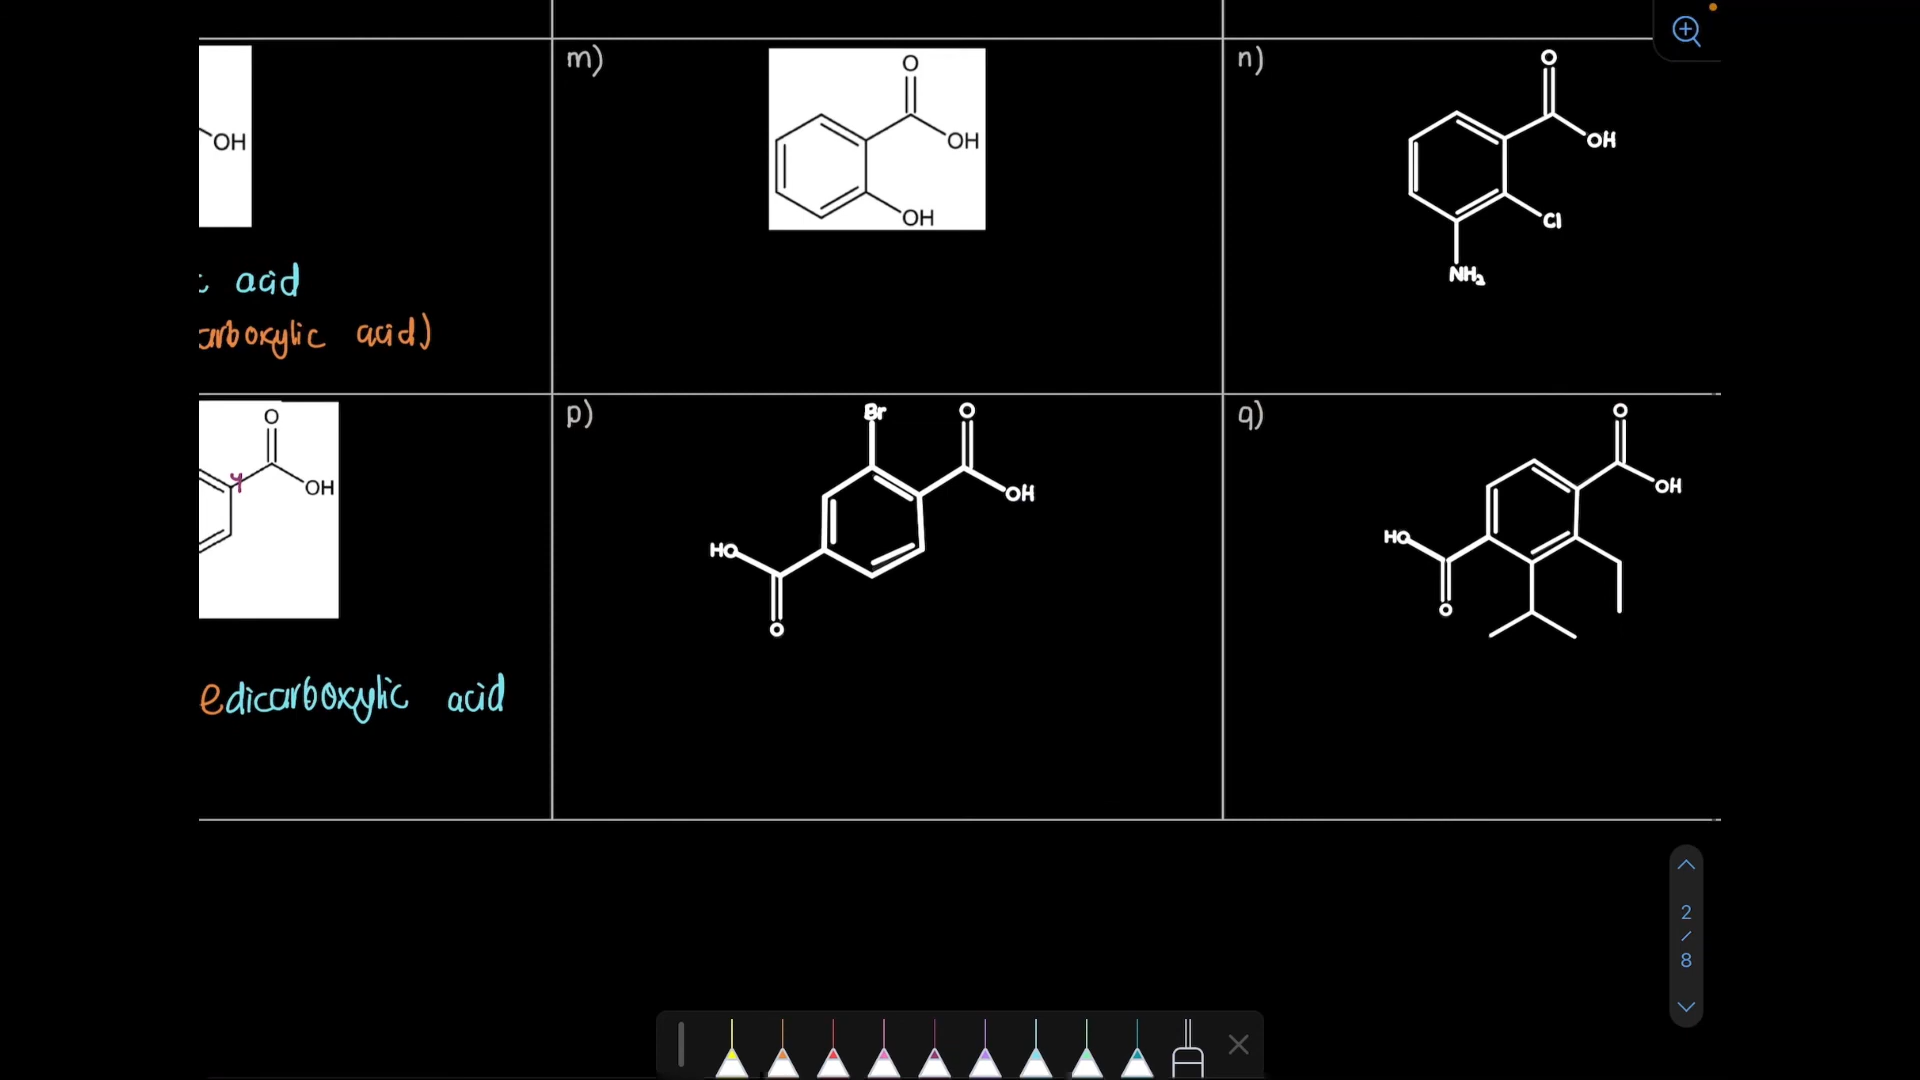 m)
O
OH
OH
n)
O
OH
Cl
NH₂
OH
acid
arboxylic acid)
O
4
OH
edicarboxylic acid
p)
Br
O
OH
HO
O
q)
O
OH
HO
O
2
/
8